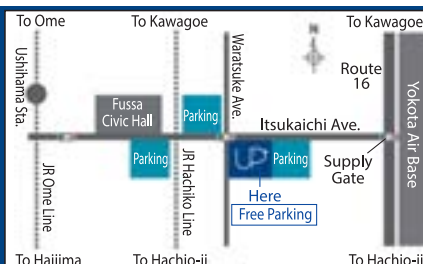 To Ome
To Kawagoe
To Kawagoe
N
Ushihama Sta.
Waratsuke Ave.
Route
16
Fussa
Civic Hall
Parking
Itsukaichi Ave.
Yokota Air Base
Parking
UP
Parking
JR Ome Line
JR Hachiko Line
Supply
Gate
Here
Free Parking
To Haijima
To Hachio-ji
To Hachio-ji